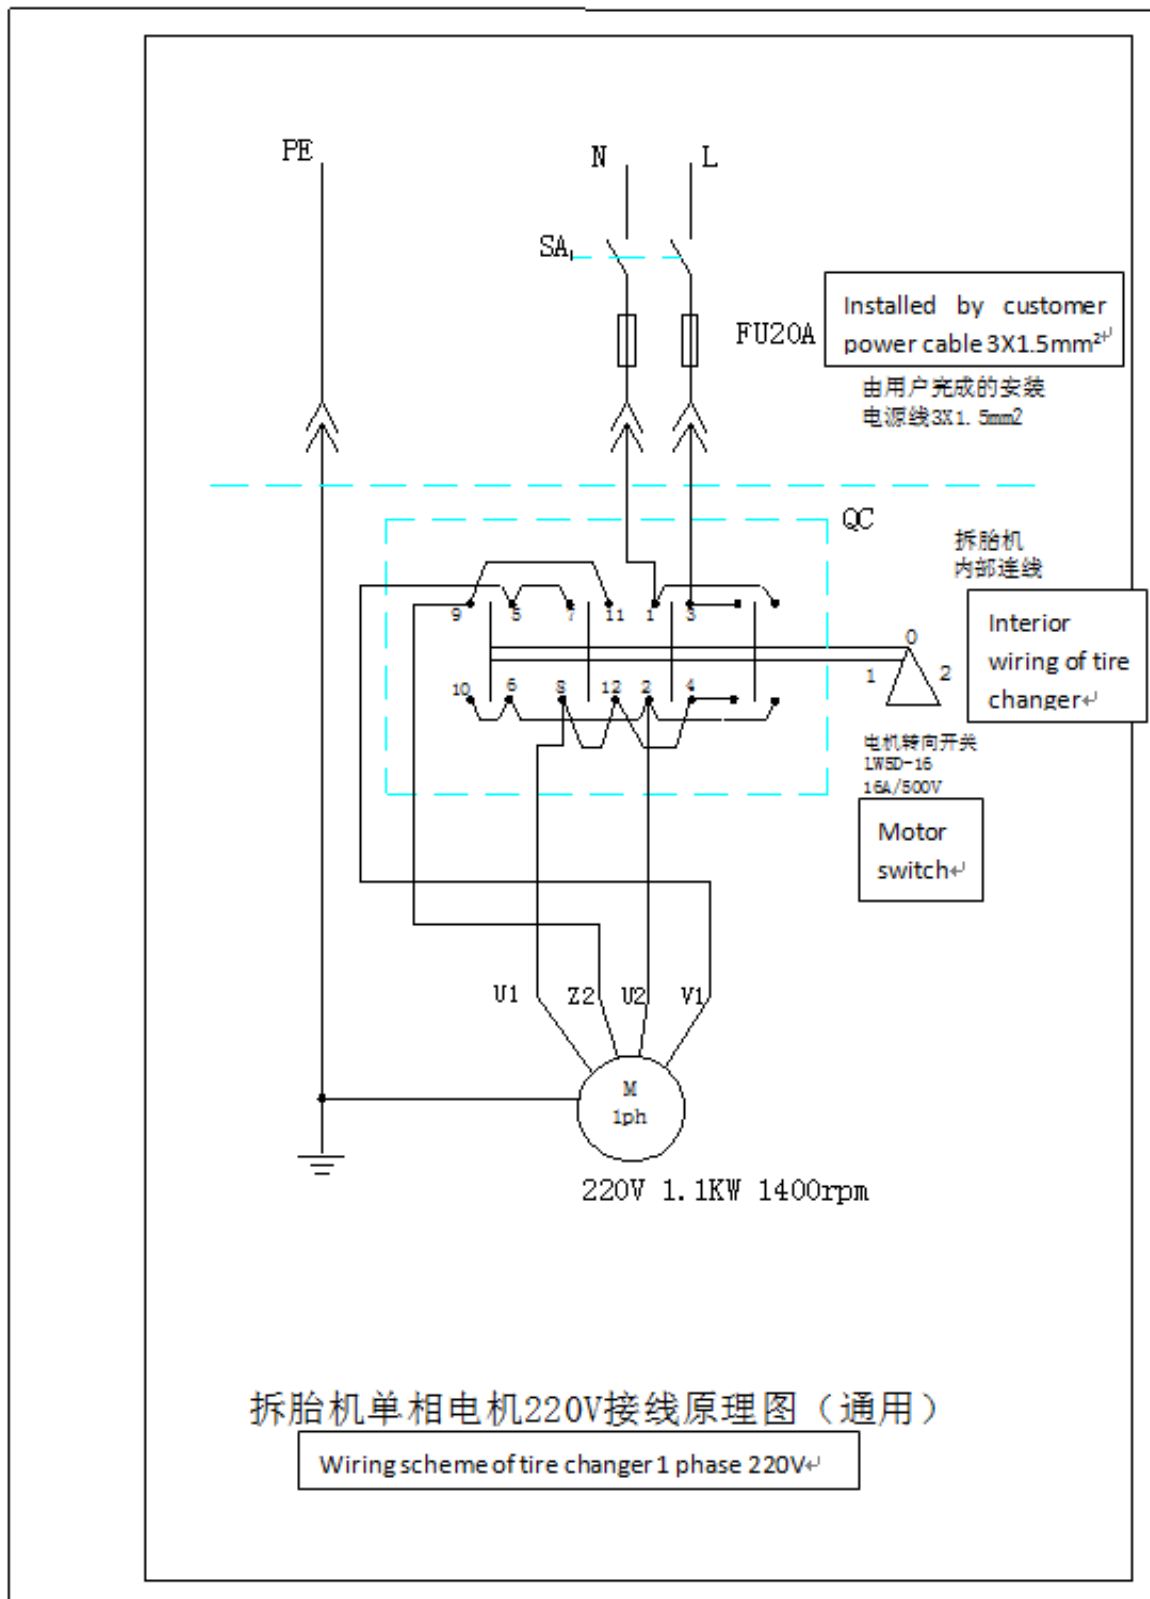 PE
N
L
SA
FU20A
Installed by customer
power cable 3X1.5mm²↵
由用户完成的安装
电源线3X1.5mm2
QC
拆胎机
内部连线
9
5
7
11
1
3
Interior
wiring of tire
changer↵
0
1
2
10
6
8
12
2
4
电机转向开关
LW5D-16
16A/500V
Motor
switch↵
U1
Z2
U2
V1
M
1ph
220V 1.1KW 1400rpm
拆胎机单相电机220V接线原理图（通用）
Wiring scheme of tire changer 1 phase 220V↵